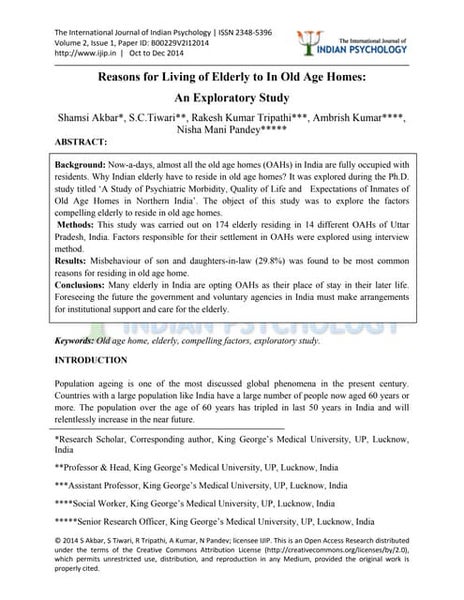 The International Journal of Indian Psychology | ISSN 2348-5396
Volume 2, Issue 1, Paper ID: B00229V2I12014
http://www.ijip.in | Oct to Dec 2014
The International Journal of
INDIAN PSYCHOLOGY
Reasons for Living of Elderly to In Old Age Homes:
An Exploratory Study
Shamsi Akbar*, S.C.Tiwari**, Rakesh Kumar Tripathi***, Ambrish Kumar****,
Nisha Mani Pandey*****
ABSTRACT:
Background: Now-a-days, almost all the old age homes (OAHs) in India are fully occupied with
residents. Why Indian elderly have to reside in old age homes? It was explored during the Ph.D.
study titled ‘A Study of Psychiatric Morbidity, Quality of Life and Expectations of Inmates of
Old Age Homes in Northern India’. The object of this study was to explore the factors
compelling elderly to reside in old age homes.
Methods: This study was carried out on 174 elderly residing in 14 different OAHs of Uttar
Pradesh, India. Factors responsible for their settlement in OAHs were explored using interview
method.
Results: Misbehaviour of son and daughters-in-law (29.8%) was found to be most common
reasons for residing in old age home.
Conclusions: Many elderly in India are opting OAHs as their place of stay in their later life.
Foreseeing the future the government and voluntary agencies in India must make arrangements
for institutional support and care for the elderly.
INDIAN PSYCHOLOGY
Keywords: Old age home, elderly, compelling factors, exploratory study.
INTRODUCTION
Population ageing is one of the most discussed global phenomena in the present century.
Countries with a large population like India have a large number of people now aged 60 years or
more. The population over the age of 60 years has tripled in last 50 years in India and will
relentlessly increase in the near future.
*Research Scholar, Corresponding author, King George’s Medical University, UP, Lucknow,
India
**Professor & Head, King George’s Medical University, UP, Lucknow, India
***Assistant Professor, King George’s Medical University, UP, Lucknow, India
****Social Worker, King George’s Medical University, UP, Lucknow, India
*****Senior Research Officer, King George’s Medical University, UP, Lucknow, India
© 2014 S Akbar, S Tiwari, R Tripathi, A Kumar, N Pandev; licensee IJIP. This is an Open Access Research distributed
under the terms of the Creative Commons Attribution License (http://creativecommons.org/licenses/by/2.0),
which permits unrestricted use, distribution, and reproduction in any Medium, provided the original work is
properly cited.